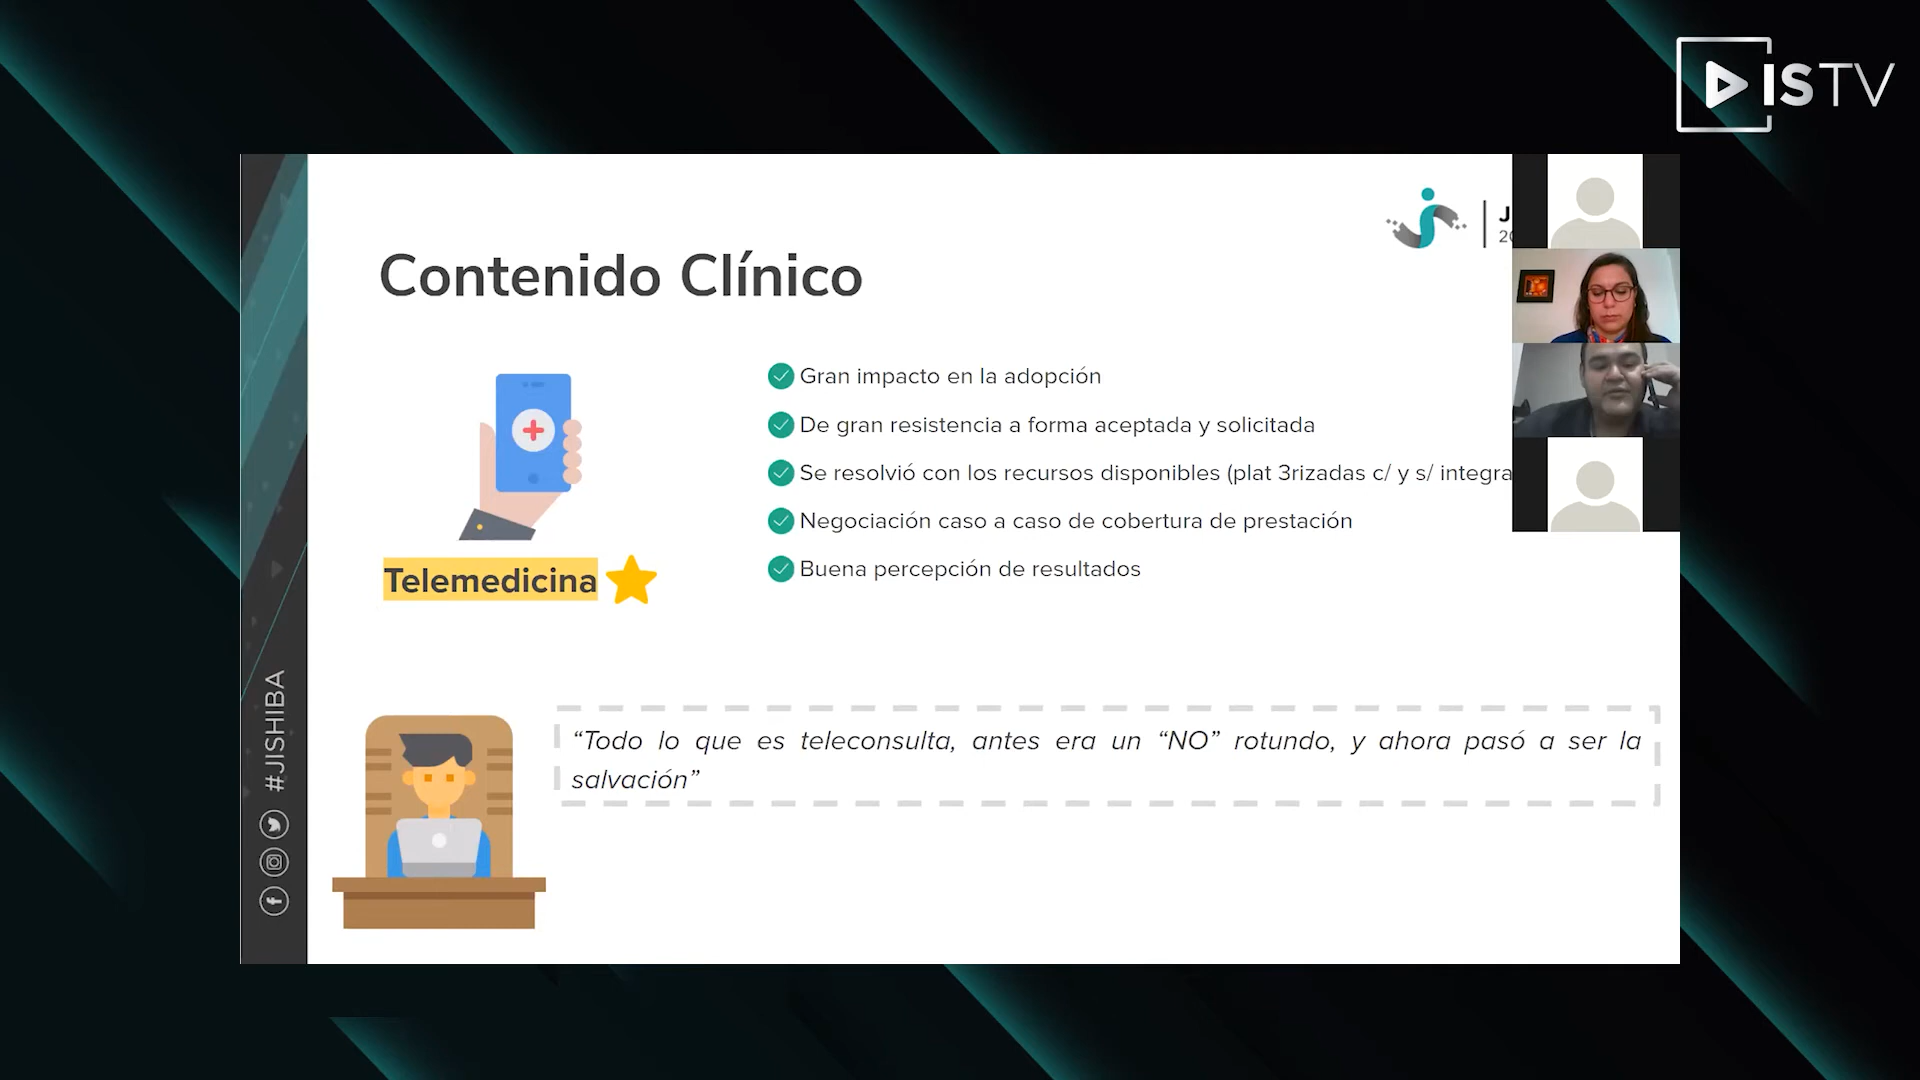 ISTV
J
20
Contenido Clínico
Gran impacto en la adopción
De gran resistencia a forma aceptada y solicitada
Se resolvió con los recursos disponibles (plat 3rizadas c/ y s/ integra
Negociación caso a caso de cobertura de prestación
Buena percepción de resultados
Telemedicina
“Todo lo que es teleconsulta, antes era un “NO” rotundo, y ahora pasó a ser la
salvación”
#JISHIBA